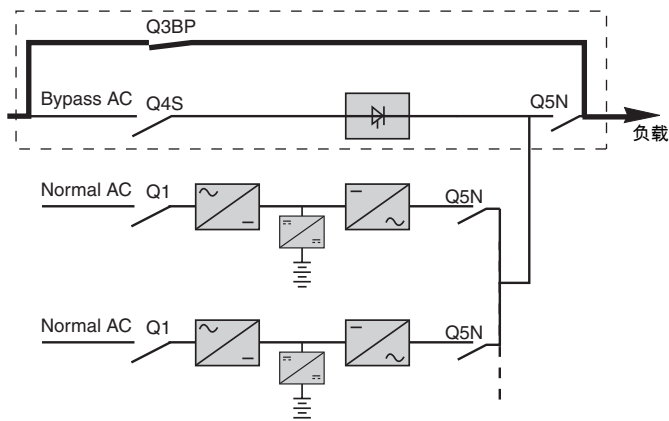 Q3BP
Bypass AC Q4S Q5N
负载
Normal AC Q1 Q5N
Normal AC Q1 Q5N